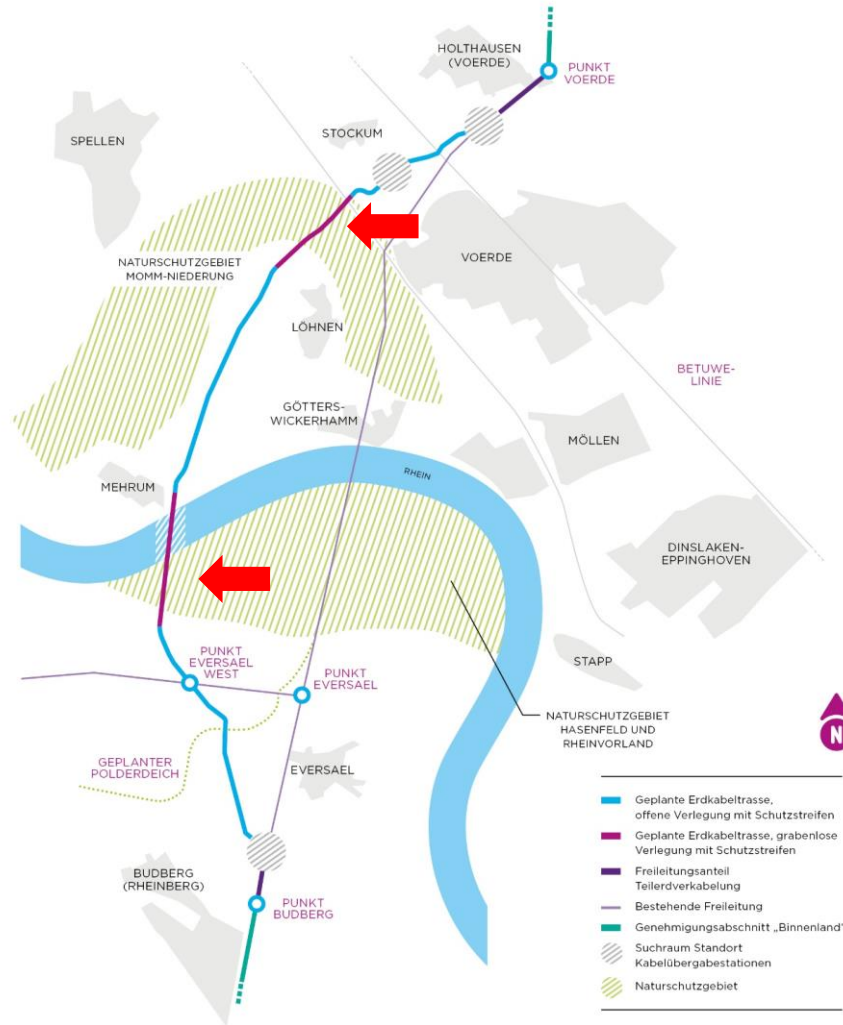 HOLTHAUSEN
(VOERDE)
PUNKT
VOERDE
STOCKUM
SPELLEN
VOERDE
NATURSCHUTZGEBIET
MOMM-NIEDERUNG
LÖHNEN
BETUWE-
LINIE
GÖTTERS-
WICKERHAMM
MÖLLEN
RHEIN
MEHRUM
DINSLAKEN-
EPPINGHOVEN
PUNKT
EVERSAEL
WEST
STAPP
PUNKT
EVERSAEL
NATURSCHUTZGEBIET
HASENFELD UND
RHEINVORLAND
N
GEPLANTER
POLDERDEICH
EVERSAEL
BUDBERG
(RHEINBERG)
PUNKT
BUDBERG
Geplante Erdkabeltrasse,
offene Verlegung mit Schutzstreifen
Geplante Erdkabeltrasse, grabenlose
Verlegung mit Schutzstreifen
Freileitungsanteil
Teilerdverkabelung
Bestehende Freileitung
Genehmigungsabschnitt „Binnenland“
Suchraum Standort
Kabelübergabestationen
Naturschutzgebiet